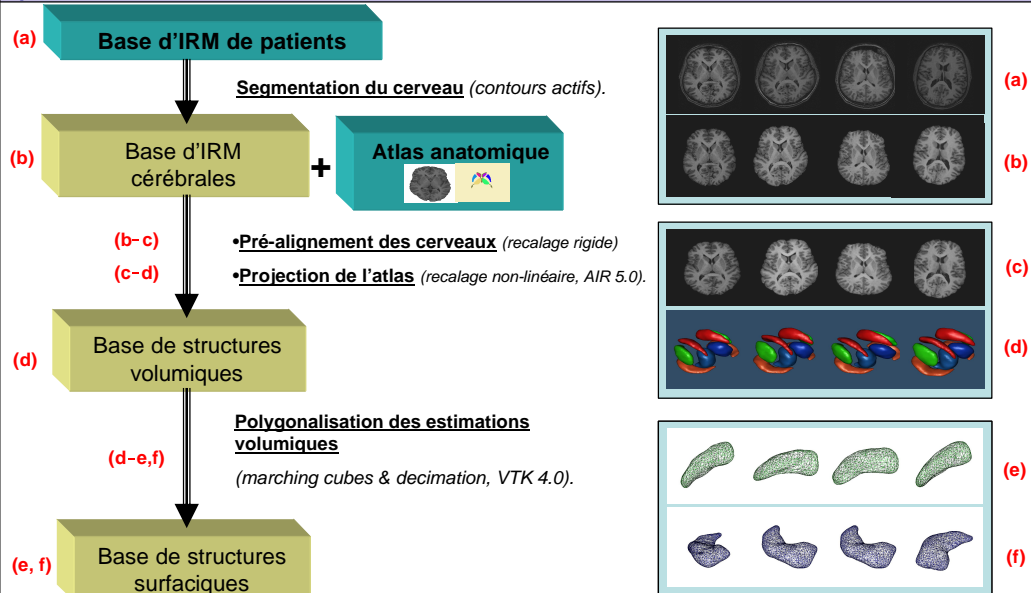 (a)
Base d'IRM de patients
Segmentation du cerveau (contours actifs).
(b)
Base d'IRM
cérébrales
+
Atlas anatomique
(b-c)
•Pré-alignement des cerveaux (recalage rigide)
(c-d)
•Projection de l'atlas (recalage non-linéaire, AIR 5.0).
(d)
Base de structures
volumiques
Polygonalisation des estimations
volumiques
(d-e,f)
(marching cubes & decimation, VTK 4.0).
(e, f)
Base de structures
surfaciques
(a)
(b)
(c)
(d)
(e)
(f)